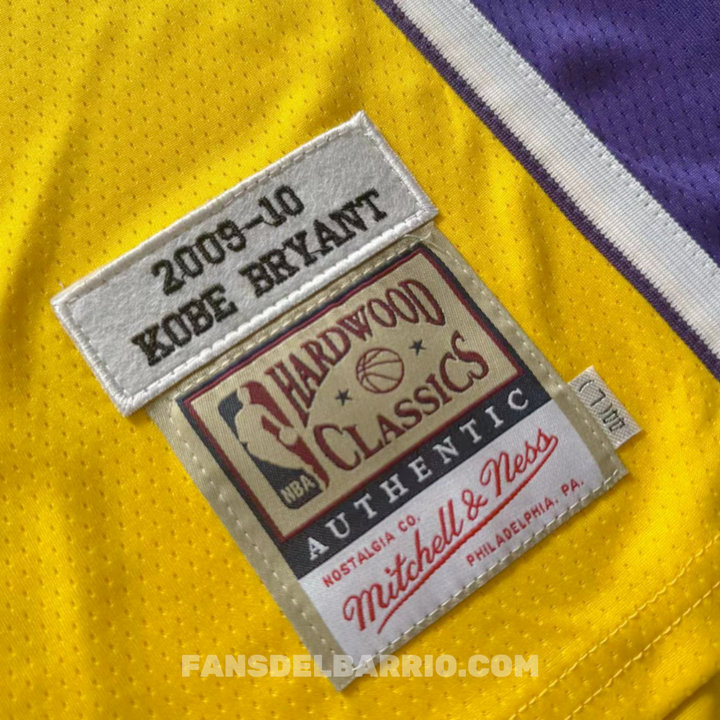 2009-10
KOBE BRYANT
HARDWOOD
CLASSICS
NBA
AUTHENTIC
NOSTALGIA CO.
Mitchell & Ness
PHILADELPHIA, PA.
FANSDELBARRIO.COM